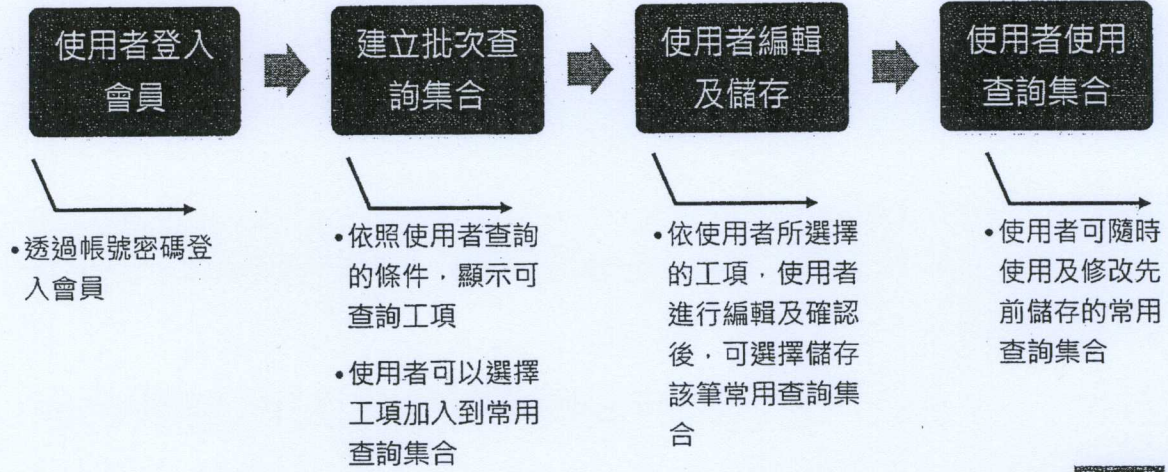 使用者登入
會員
建立批次查
詢集合
使用者編輯
及儲存
使用者使用
查詢集合
•透過帳號密碼登
入會員
•依照使用者查詢
的條件，顯示可
查詢工項
•使用者可以選擇
工項加入到常用
查詢集合
•依使用者所選擇
的工項，使用者
進行編輯及確認
後，可選擇儲存
該筆常用查詢集
合
•使用者可隨時
使用及修改先
前儲存的常用
查詢集合